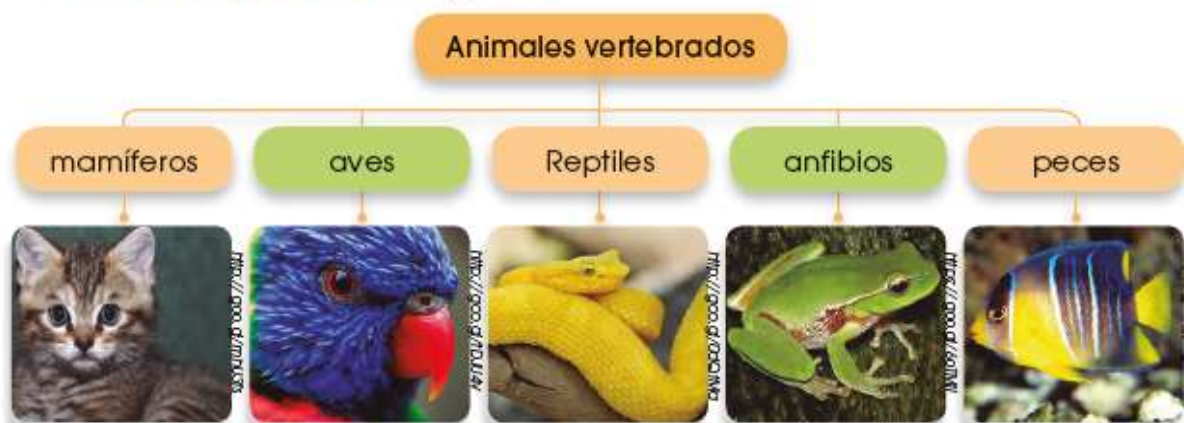 Animales vertebrados
mamíferos
aves
Reptiles
anfibios
peces